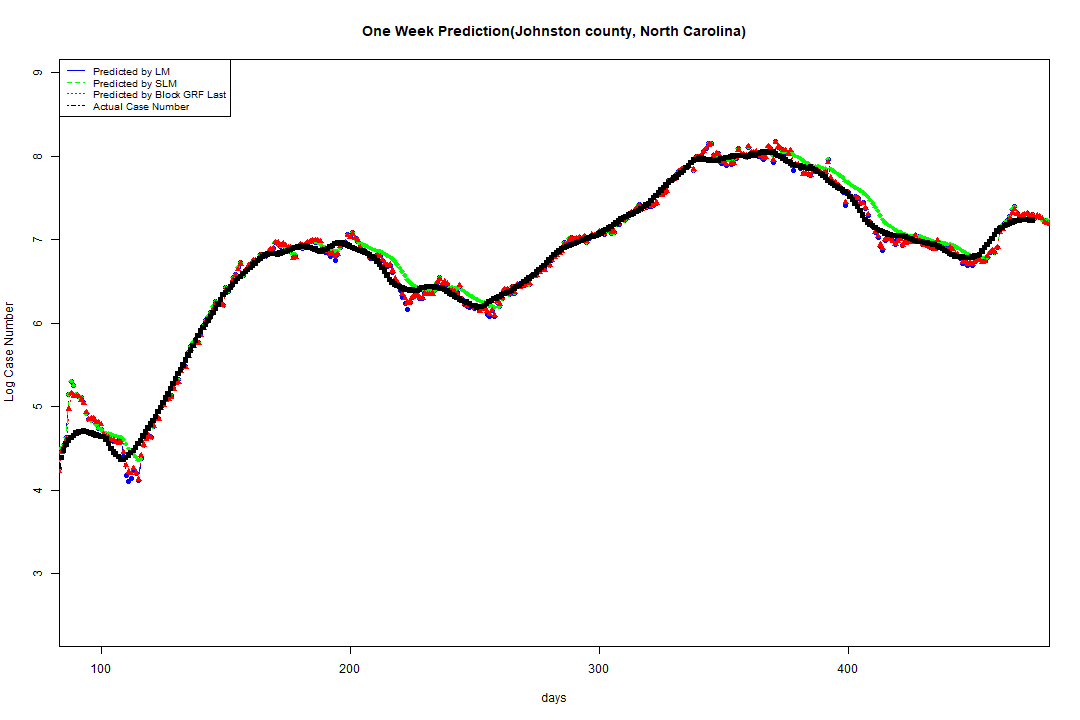 One Week Prediction(Johnston county, North Carolina)
Predicted by LM
Predicted by SLM
Predicted by Block GRF Last
Actual Case Number
Log Case Number
9
8
7
6
5
4
3
100 200 300 400
days